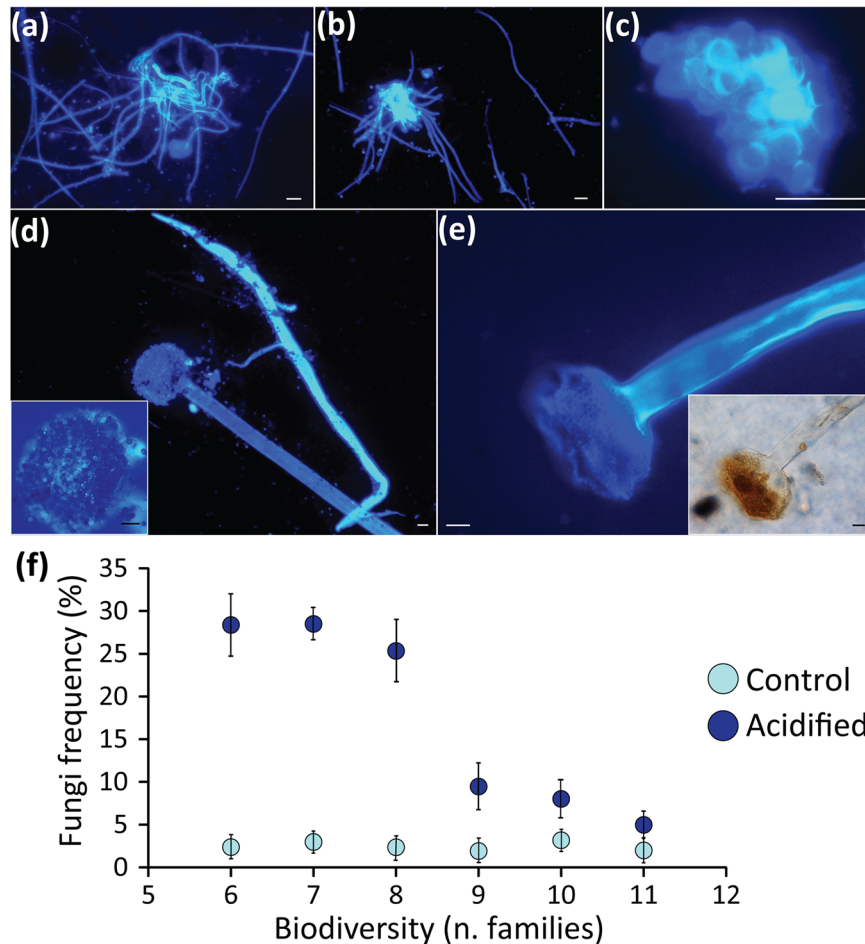 (a)
(b)
(c)
(d)
(e)
(f)
Fungi frequency (%)
35
30
25
20
15
10
5
0
5 6 7 8 9 10 11 12
Biodiversity (n. families)
Control
Acidified